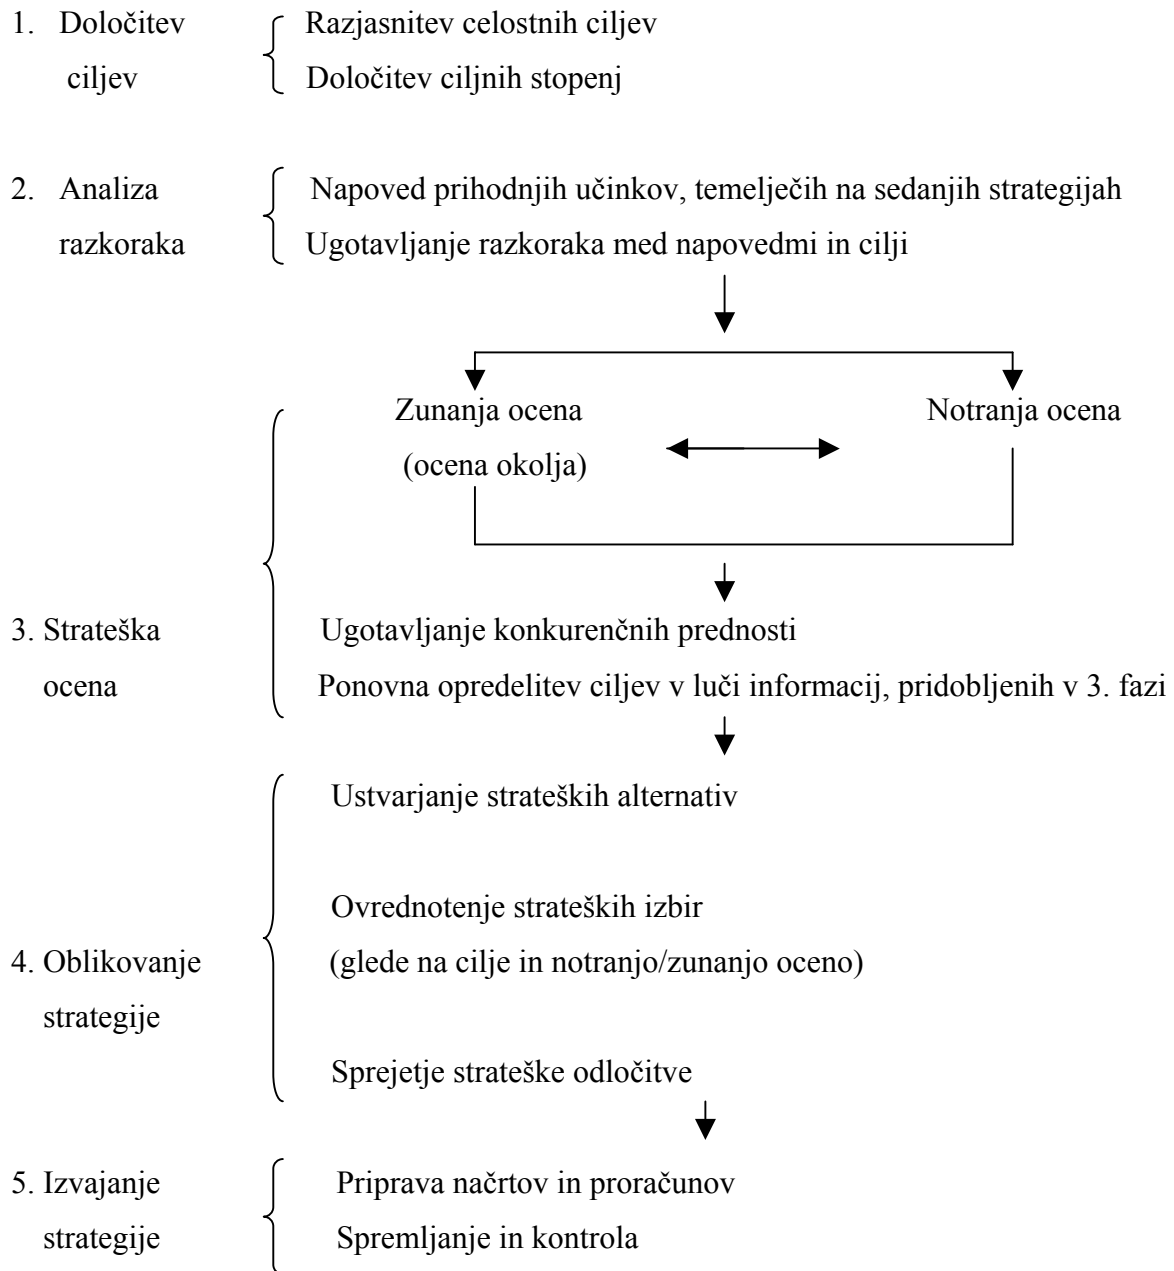 1. Določitev ciljev
Razjasnitev celostnih ciljev
Določitev ciljnih stopenj
2. Analiza razkoraka
Napoved prihodnjih učinkov, temelječih na sedanjih strategijah
Ugotavljanje razkoraka med napovedmi in cilji
Zunanja ocena
(ocena okolja)
Notranja ocena
3. Strateška ocena
Ugotavljanje konkurenčnih prednosti
Ponovna opredelitev ciljev v luči informacij, pridobljenih v 3. fazi
4. Oblikovanje strategije
Ustvarjanje strateških alternativ
Ovrednotenje strateških izbir
(glede na cilje in notranjo/zunanjo oceno)
Sprejetje strateške odločitve
5. Izvajanje strategije
Priprava načrtov in proračunov
Spremljanje in kontrola